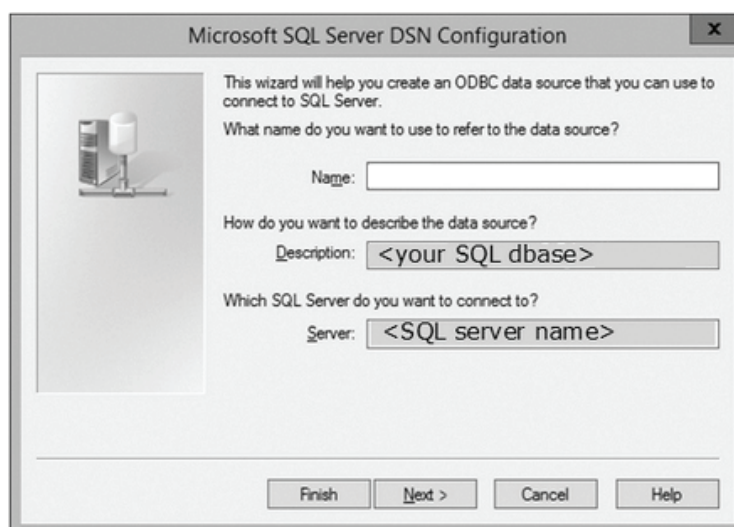 Microsoft SQL Server DSN Configuration
x
This wizard will help you create an ODBC data source that you can use to
connect to SQL Server.
What name do you want to use to refer to the data source?
Name:
How do you want to describe the data source?
Description: <your SQL dbase>
Which SQL Server do you want to connect to?
Server: <SQL server name>
Finish Next > Cancel Help